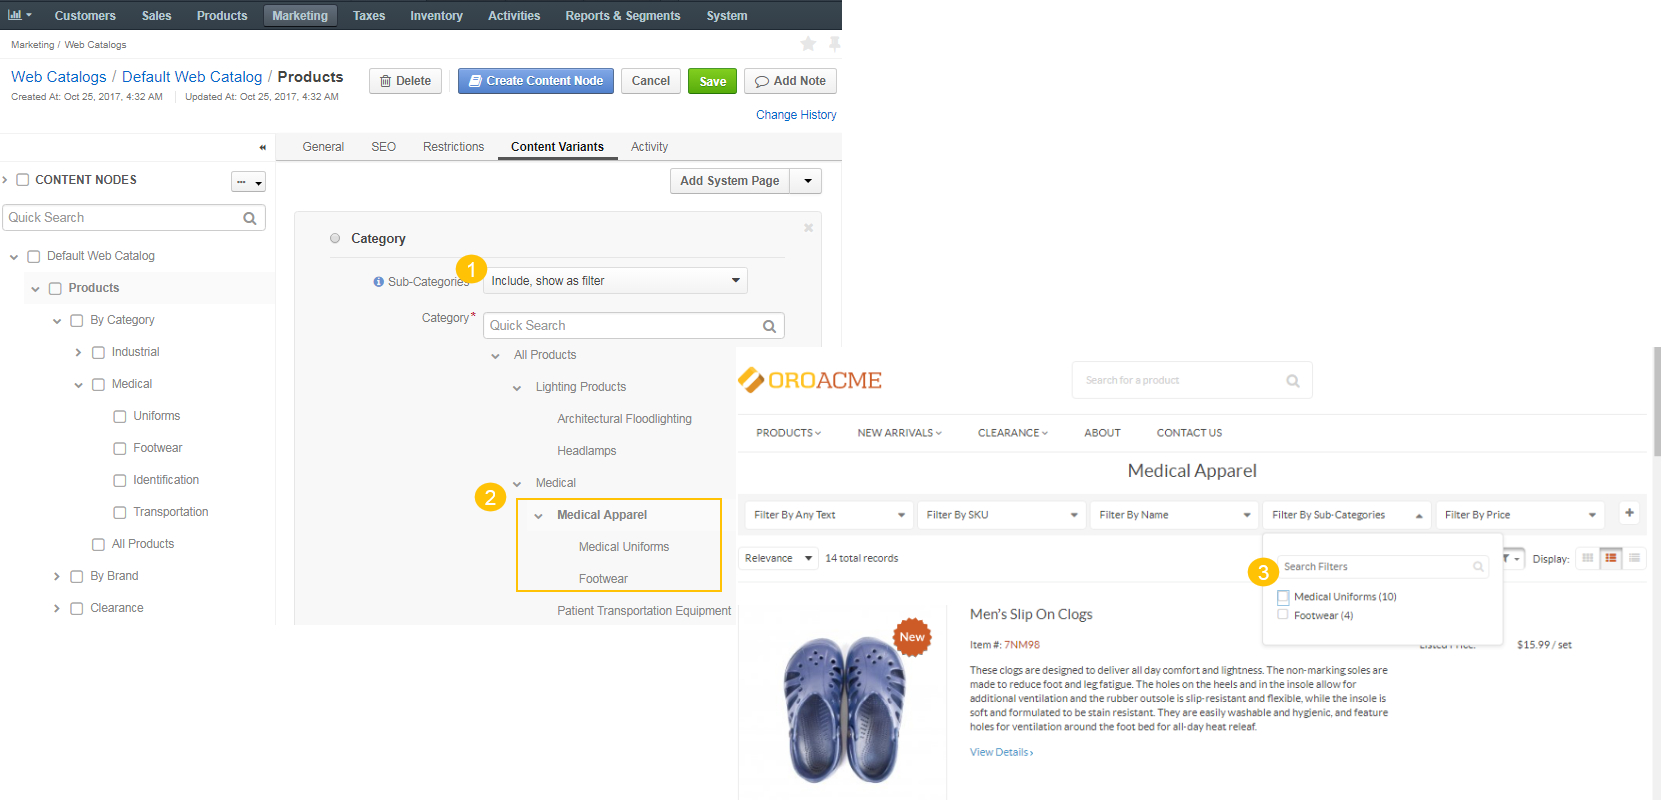 Customers Sales Products Marketing Taxes Inventory Activities Reports & Segments System
Marketing / Web Catalogs
Web Catalogs / Default Web Catalog / Products
Delete Create Content Node Cancel Save Add Note
Created At: Oct 25, 2017, 4:32 AM Updated At: Oct 25, 2017, 4:32 AM
Change History
General SEO Restrictions Content Variants Activity
CONTENT NODES
Quick Search
Default Web Catalog
Products
By Category
Industrial
Medical
Uniforms
Footwear
Identification
Transportation
All Products
By Brand
Clearance
Add System Page
Category
1
Sub-Categories Include, show as filter
Category* Quick Search
All Products
Lighting Products
Architectural Floodlighting
Headlamps
Medical
2
Medical Apparel
Medical Uniforms
Footwear
Patient Transportation Equipment
OROACME
Search for a product
PRODUCTS NEW ARRIVALS CLEARANCE ABOUT CONTACT US
Medical Apparel
Filter By Any Text Filter By SKU Filter By Name Filter By Sub-Categories Filter By Price +
Relevance 14 total records Display:
3
Search Filters
Medical Uniforms (10)
Footwear (4)
New
Men's Slip On Clogs
Item #: 7NM98
Listed Price: $15.99 / set
These clogs are designed to deliver all day comfort and lightness. The non-marking soles are
made to reduce foot and leg fatigue. The holes on the heels and in the insole allow for
additional ventilation and the rubber outsole is slip-resistant and flexible, while the insole is
soft and formulated to be stain resistant. They are easily washable and hygienic, and feature
holes for ventilation around the foot bed for all-day heat releaf.
View Details ›